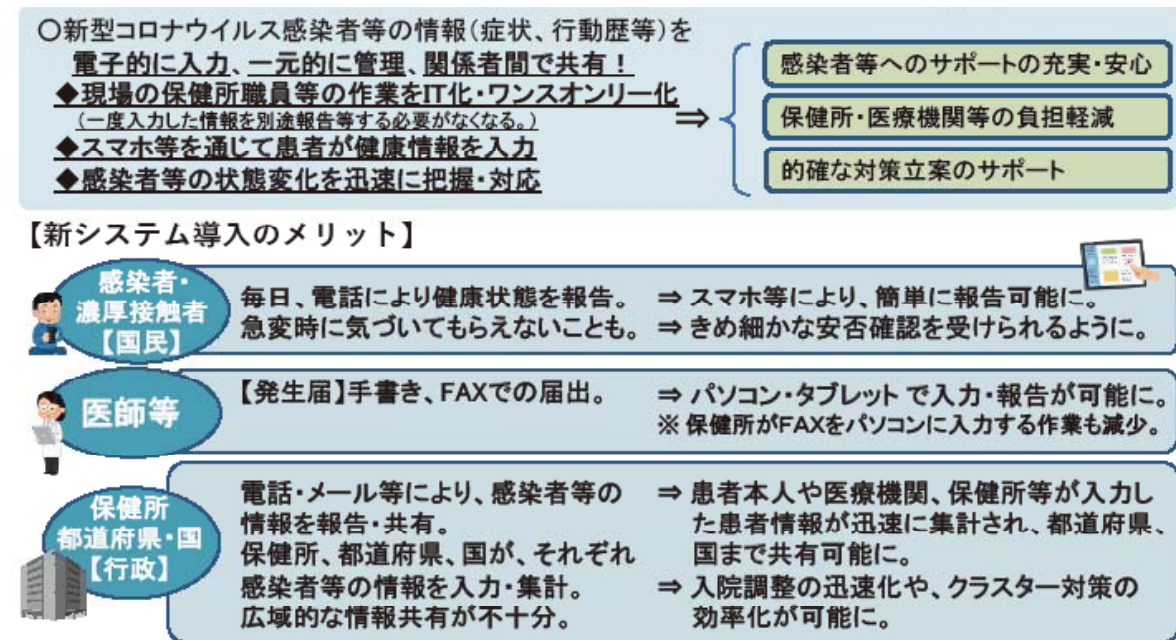 ○新型コロナウイルス感染者等の情報(症状、行動歴等)を
電子的に入力、一元的に管理、関係者間で共有！
◆現場の保健所職員等の作業をIT化・ワンスオンリー化
(一度入力した情報を別途報告等する必要がなくなる。)
◆スマホ等を通じて患者が健康情報を入力
◆感染者等の状態変化を迅速に把握・対応
⇒
感染者等へのサポートの充実・安心
保健所・医療機関等の負担軽減
的確な対策立案のサポート
【新システム導入のメリット】
感染者・
濃厚接触者
【国民】
毎日、電話により健康状態を報告。
急変時に気づいてもらえないことも。
⇒ スマホ等により、簡単に報告可能に。
⇒ きめ細かな安否確認を受けられるように。
医師等
【発生届】手書き、FAXでの届出。
⇒ パソコン・タブレット で入力・報告が可能に。
※ 保健所がFAXをパソコンに入力する作業も減少。
保健所
都道府県・国
【行政】
電話・メール等により、感染者等の
情報を報告・共有。
保健所、都道府県、国が、それぞれ
感染者等の情報を入力・集計。
広域的な情報共有が不十分。
⇒ 患者本人や医療機関、保健所等が入力し
た患者情報が迅速に集計され、都道府県、
国まで共有可能に。
⇒ 入院調整の迅速化や、クラスター対策の
効率化が可能に。